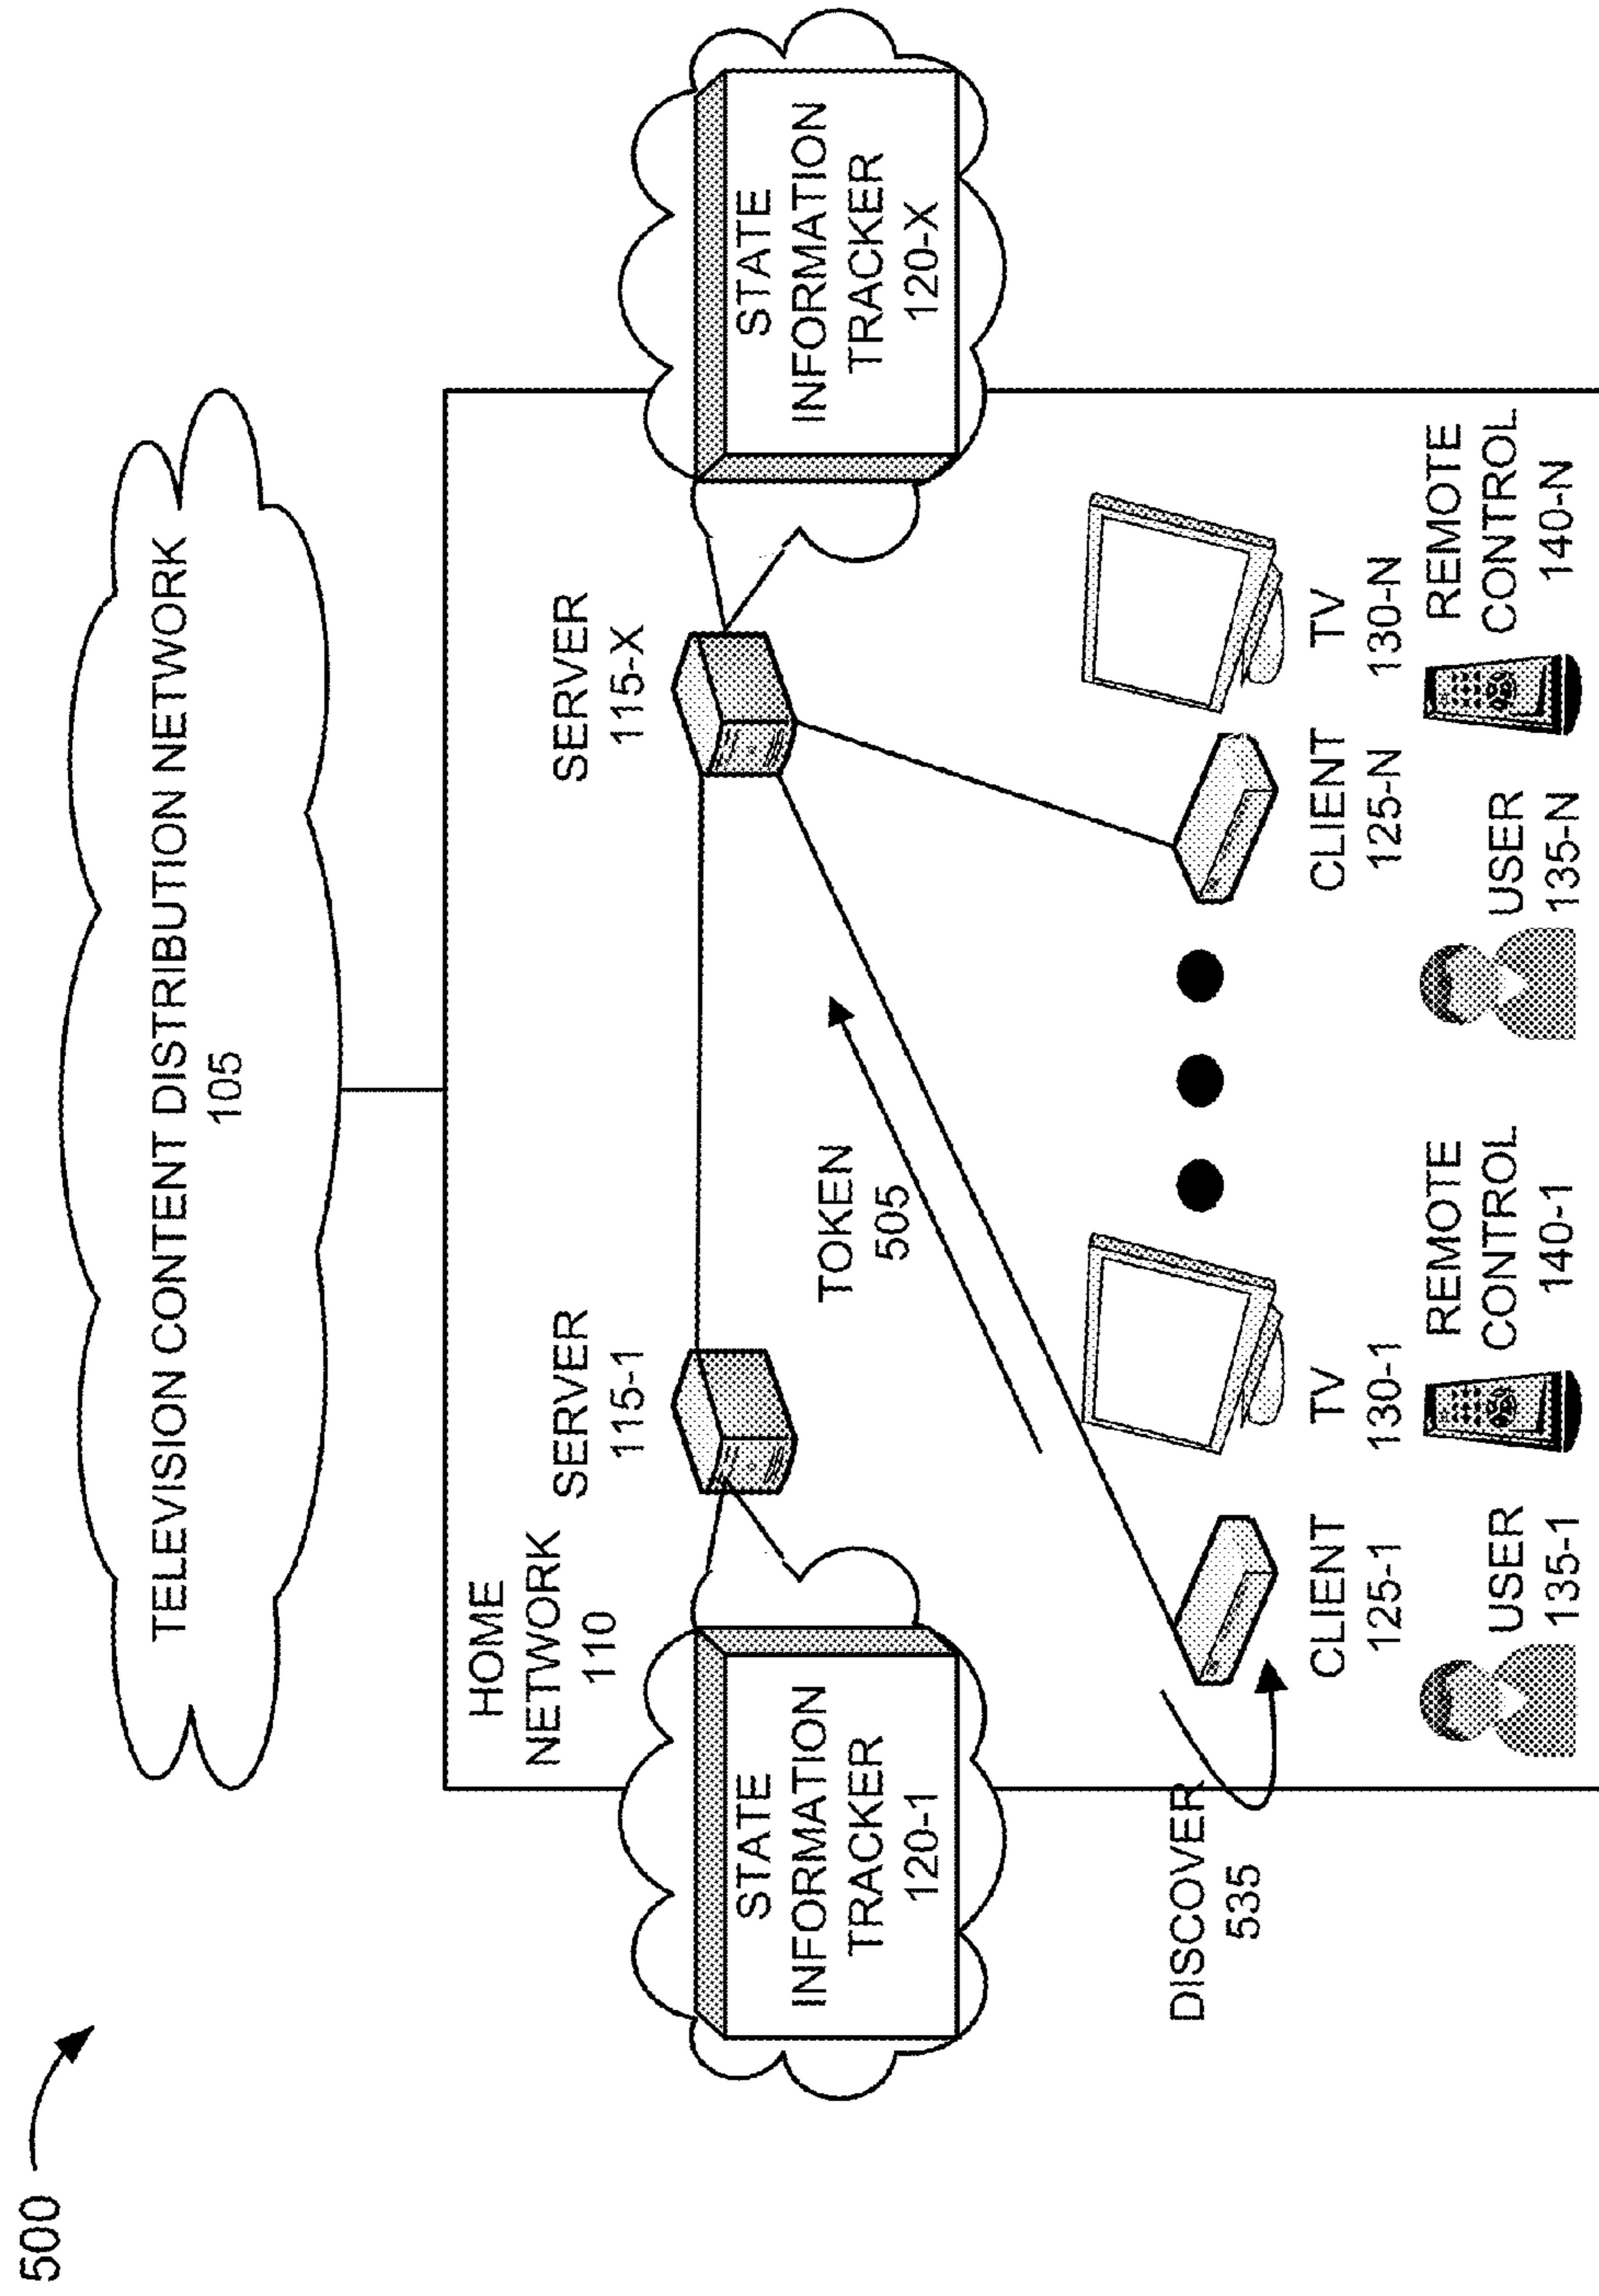 500
TELEVISION CONTENT DISTRIBUTION NETWORK
105
HOME
NETWORK
110
SERVER
115-1
SERVER
115-X
STATE
INFORMATION
TRACKER
120-1
STATE
INFORMATION
TRACKER
120-X
TOKEN
505
DISCOVER
535
CLIENT
125-1
TV
130-1
CLIENT
125-N
TV
130-N
USER
135-1
REMOTE
CONTROL
140-1
USER
135-N
REMOTE
CONTROL
140-N